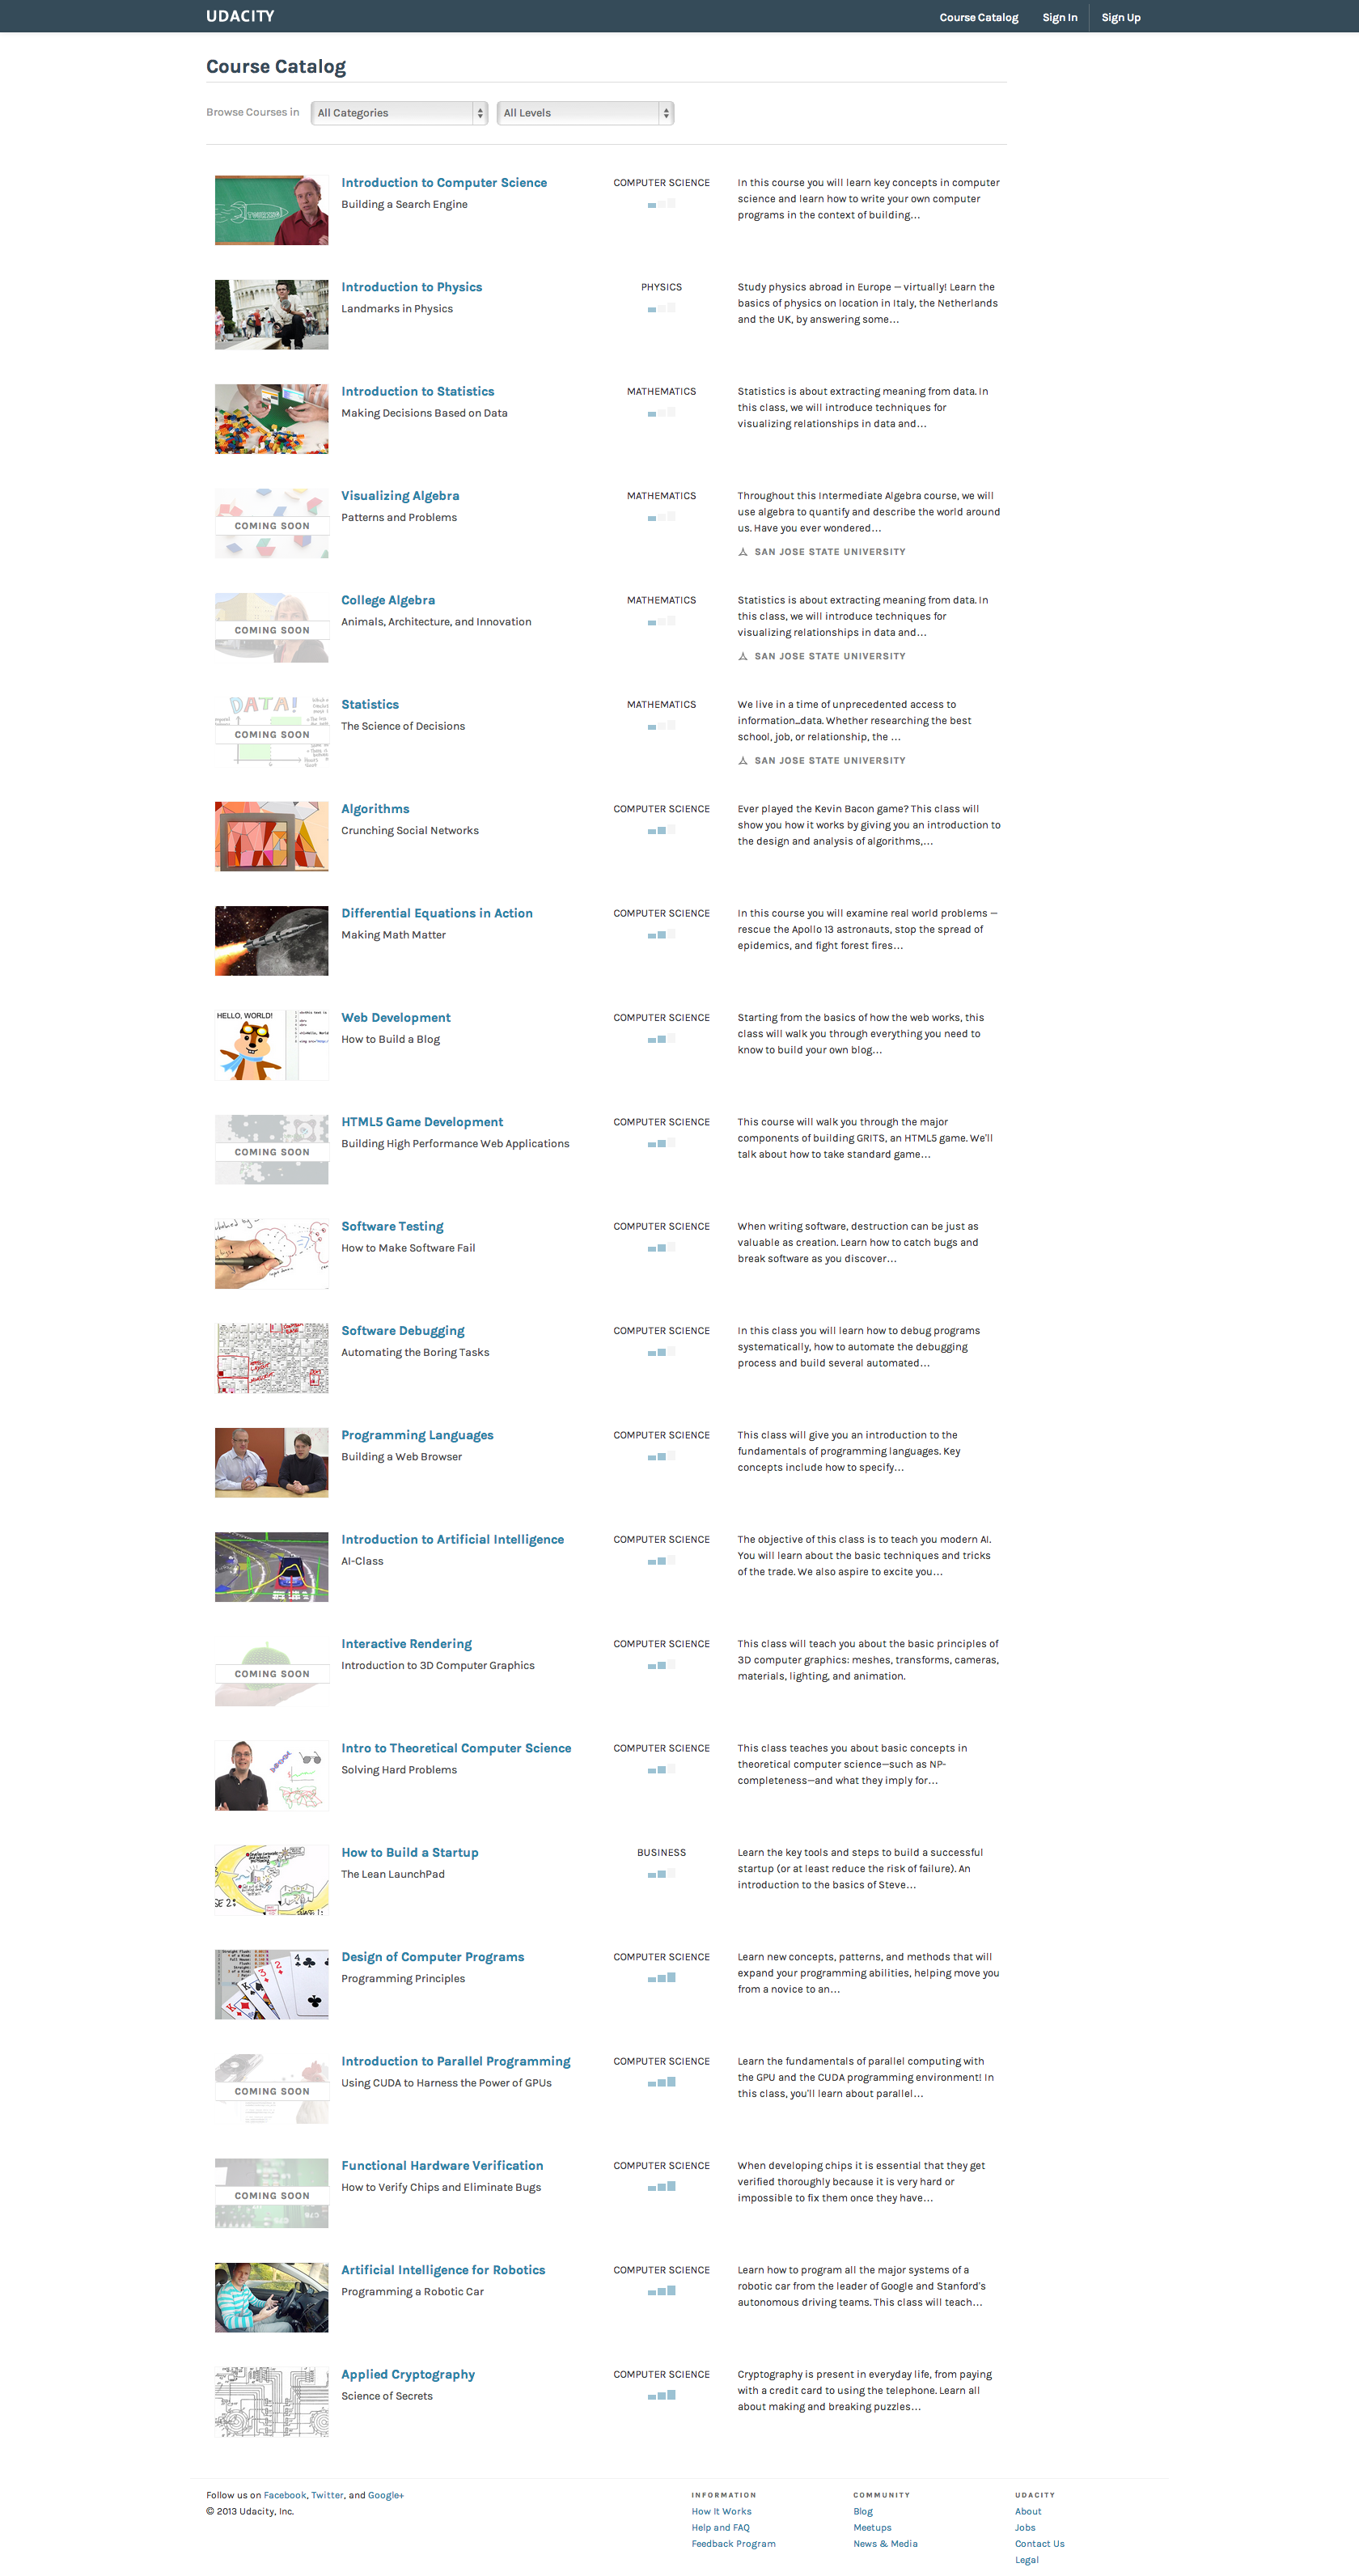 UDACITY
Course Catalog
Sign In
Sign Up
Course Catalog
Browse Courses in
All Categories
All Levels
Introduction to Computer Science
Building a Search Engine
COMPUTER SCIENCE
In this course you will learn key concepts in computer
science and learn how to write your own computer
programs in the context of building…
Introduction to Physics
Landmarks in Physics
PHYSICS
Study physics abroad in Europe – virtually! Learn the
basics of physics on location in Italy, the Netherlands
and the UK, by answering some…
Introduction to Statistics
Making Decisions Based on Data
MATHEMATICS
Statistics is about extracting meaning from data. In
this class, we will introduce techniques for
visualizing relationships in data and…
COMING SOON
Visualizing Algebra
Patterns and Problems
MATHEMATICS
Throughout this Intermediate Algebra course, we will
use algebra to quantify and describe the world around
us. Have you ever wondered…
SAN JOSE STATE UNIVERSITY
COMING SOON
College Algebra
Animals, Architecture, and Innovation
MATHEMATICS
Statistics is about extracting meaning from data. In
this class, we will introduce techniques for
visualizing relationships in data and…
SAN JOSE STATE UNIVERSITY
DATA!
COMING SOON
Statistics
The Science of Decisions
MATHEMATICS
We live in a time of unprecedented access to
information...data. Whether researching the best
school, job, or relationship, the …
SAN JOSE STATE UNIVERSITY
Algorithms
Crunching Social Networks
COMPUTER SCIENCE
Ever played the Kevin Bacon game? This class will
show you how it works by giving you an introduction to
the design and analysis of algorithms,…
Differential Equations in Action
Making Math Matter
COMPUTER SCIENCE
In this course you will examine real world problems –
rescue the Apollo 13 astronauts, stop the spread of
epidemics, and fight forest fires…
HELLO, WORLD!
Web Development
How to Build a Blog
COMPUTER SCIENCE
Starting from the basics of how the web works, this
class will walk you through everything you need to
know to build your own blog…
COMING SOON
HTML5 Game Development
Building High Performance Web Applications
COMPUTER SCIENCE
This course will walk you through the major
components of building GRITS, an HTML5 game. We'll
talk about how to take standard game…
Software Testing
How to Make Software Fail
COMPUTER SCIENCE
When writing software, destruction can be just as
valuable as creation. Learn how to catch bugs and
break software as you discover…
Software Debugging
Automating the Boring Tasks
COMPUTER SCIENCE
In this class you will learn how to debug programs
systematically, how to automate the debugging
process and build several automated…
Programming Languages
Building a Web Browser
COMPUTER SCIENCE
This class will give you an introduction to the
fundamentals of programming languages. Key
concepts include how to specify…
Introduction to Artificial Intelligence
AI-Class
COMPUTER SCIENCE
The objective of this class is to teach you modern AI.
You will learn about the basic techniques and tricks
of the trade. We also aspire to excite you…
COMING SOON
Interactive Rendering
Introduction to 3D Computer Graphics
COMPUTER SCIENCE
This class will teach you about the basic principles of
3D computer graphics: meshes, transforms, cameras,
materials, lighting, and animation.
Intro to Theoretical Computer Science
Solving Hard Problems
COMPUTER SCIENCE
This class teaches you about basic concepts in
theoretical computer science—such as NP-
completeness—and what they imply for…
How to Build a Startup
The Lean LaunchPad
BUSINESS
Learn the key tools and steps to build a successful
startup (or at least reduce the risk of failure). An
introduction to the basics of Steve…
Design of Computer Programs
Programming Principles
COMPUTER SCIENCE
Learn new concepts, patterns, and methods that will
expand your programming abilities, helping move you
from a novice to an…
COMING SOON
Introduction to Parallel Programming
Using CUDA to Harness the Power of GPUs
COMPUTER SCIENCE
Learn the fundamentals of parallel computing with
the GPU and the CUDA programming environment! In
this class, you'll learn about parallel…
COMING SOON
Functional Hardware Verification
How to Verify Chips and Eliminate Bugs
COMPUTER SCIENCE
When developing chips it is essential that they get
verified thoroughly because it is very hard or
impossible to fix them once they have…
Artificial Intelligence for Robotics
Programming a Robotic Car
COMPUTER SCIENCE
Learn how to program all the major systems of a
robotic car from the leader of Google and Stanford's
autonomous driving teams. This class will teach…
Applied Cryptography
Science of Secrets
COMPUTER SCIENCE
Cryptography is present in everyday life, from paying
with a credit card to using the telephone. Learn all
about making and breaking puzzles…
Follow us on Facebook, Twitter, and Google+
© 2013 Udacity, Inc.
INFORMATION
How It Works
Help and FAQ
Feedback Program
COMMUNITY
Blog
Meetups
News & Media
UDACITY
About
Jobs
Contact Us
Legal